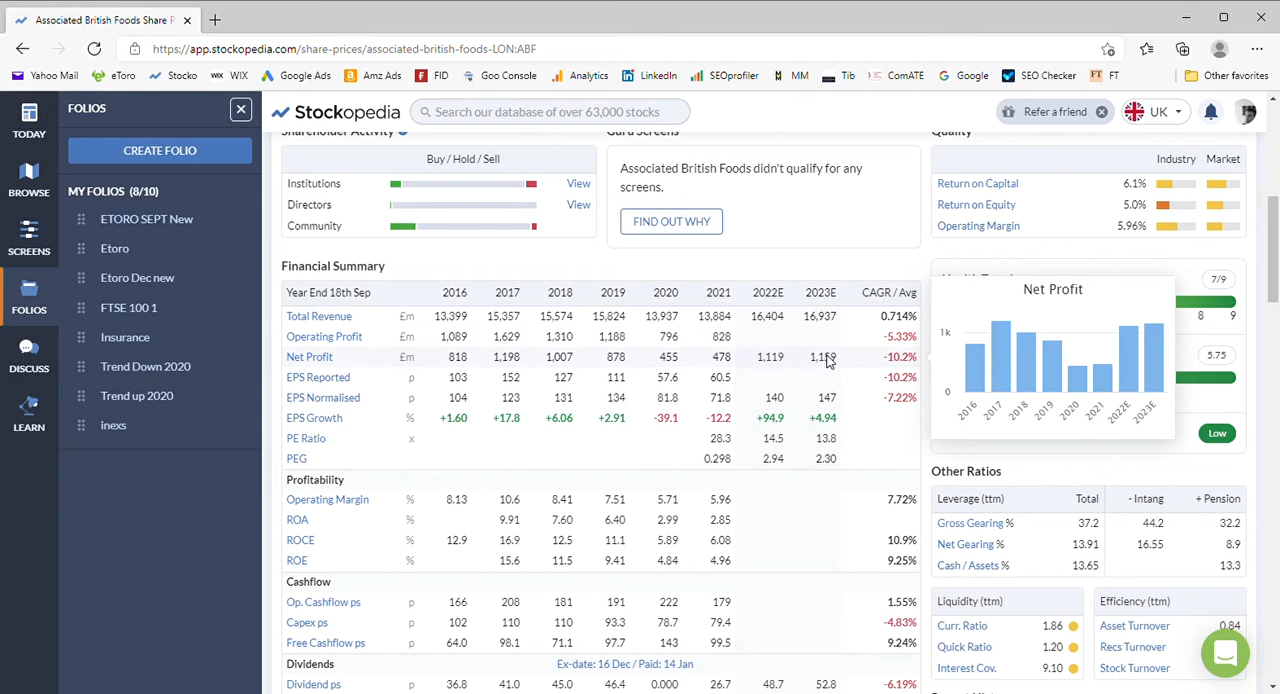 Associated British Foods Share P
https://app.stockopedia.com/share-prices/associated-british-foods-LON:ABF
Yahoo Mail eToro Stocko WIX WIX Google Ads Amz Ads FID Goo Console Analytics LinkedIn SEOprofiler MM Tib ComATE Google SEO Checker FT FT Other favorites
FOLIOS
TODAY
BROWSE
SCREENS
FOLIOS
DISCUSS
LEARN
CREATE FOLIO
MY FOLIOS (8/10)
ETORO SEPT New
Etoro
Etoro Dec new
FTSE 100 1
Insurance
Trend Down 2020
Trend up 2020
inexs
Stockopedia Search our database of over 63,000 stocks Refer a friend UK
Buy / Hold / Sell
Institutions View
Directors View
Community
Guru Screens
Associated British Foods didn't qualify for any
screens.
FIND OUT WHY
Quality
Industry Market
Return on Capital 6.1%
Return on Equity 5.0%
Operating Margin 5.96%
Financial Summary
Year End 18th Sep 2016 2017 2018 2019 2020 2021 2022E 2023E CAGR / Avg
Total Revenue £m 13,399 15,357 15,574 15,824 13,937 13,884 16,404 16,937 0.714%
Operating Profit £m 1,089 1,629 1,310 1,188 796 828 -5.33%
Net Profit £m 818 1,198 1,007 878 455 478 1,119 -10.2%
EPS Reported p 103 152 127 111 57.6 60.5 -10.2%
EPS Normalised p 104 123 131 134 81.8 71.8 140 147 -7.22%
EPS Growth % +1.60 +17.8 +6.06 +2.91 -39.1 -12.2 +94.9 +4.94
PE Ratio x 28.3 14.5 13.8
PEG 0.298 2.94 2.30
Profitability
Operating Margin % 8.13 10.6 8.41 7.51 5.71 5.96 7.72%
ROA % 9.91 7.60 6.40 2.99 2.85
ROCE % 12.9 16.9 12.5 11.1 5.89 6.08 10.9%
ROE % 15.6 11.5 9.41 4.84 4.96 9.25%
Cashflow
Op. Cashflow ps p 166 208 181 191 222 179 1.55%
Capex ps p 102 110 110 93.3 78.7 79.4 -4.83%
Free Cashflow ps p 64.0 98.1 71.1 97.7 143 99.5 9.24%
Dividends Ex-date: 16 Dec / Paid: 14 Jan
Dividend ps p 36.8 41.0 45.0 46.4 0.000 26.7 48.7 52.8 -6.19%
Net Profit
1k
0
2016 2017 2018 2019 2020 2021 2022E 2023E
7/9
8 9
5.75
Low
Other Ratios
Leverage (ttm) Total - Intang + Pension
Gross Gearing % 37.2 44.2 32.2
Net Gearing % 13.91 16.55 8.9
Cash / Assets % 13.65 13.3
Liquidity (ttm)
Curr. Ratio 1.86
Quick Ratio 1.20
Interest Cov. 9.10
Efficiency (ttm)
Asset Turnover 0.84
Recs Turnover
Stock Turnover